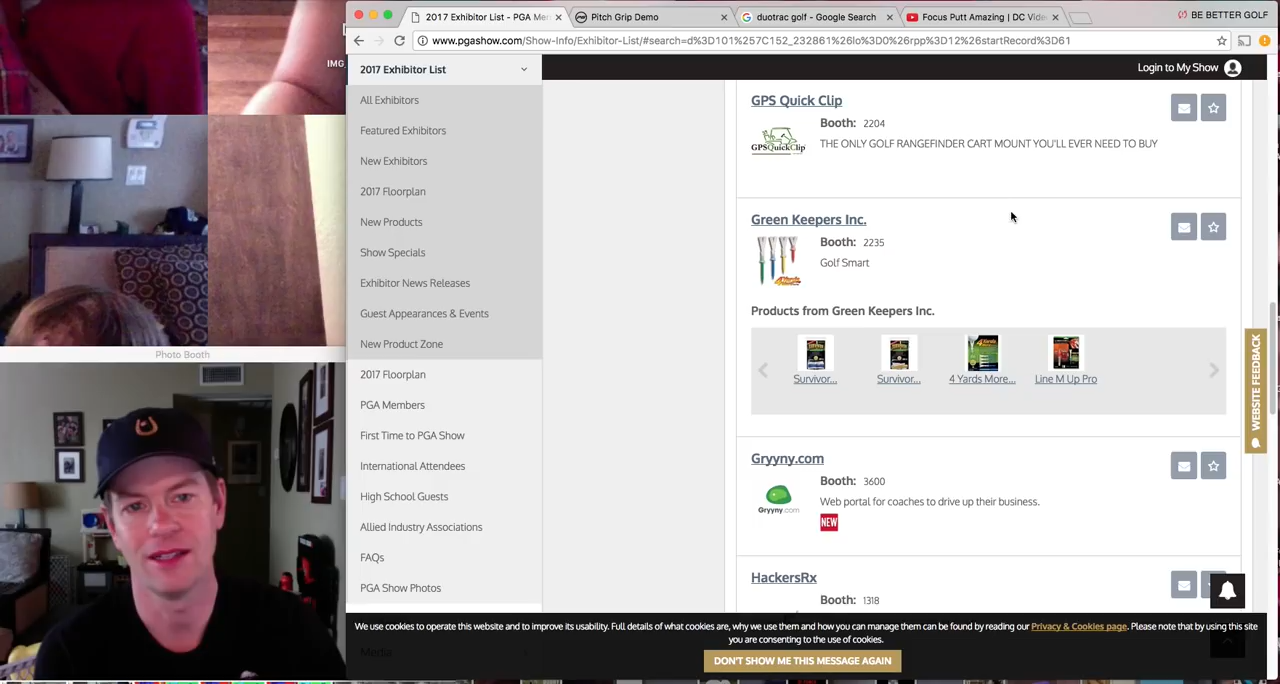 2017 Exhibitor List - PGA Mem
Pitch Grip Demo
duotrac golf - Google Search
Focus Putt Amazing | DC Vide
BE BETTER GOLF
www.pgashow.com/Show-Info/Exhibitor-List/#search=d%3D101%257C152_232861%26lo%3D0%26rpp%3D12%26startRecord%3D61
IMG_
Photo Booth
2017 Exhibitor List
All Exhibitors
Featured Exhibitors
New Exhibitors
2017 Floorplan
New Products
Show Specials
Exhibitor News Releases
Guest Appearances & Events
New Product Zone
2017 Floorplan
PGA Members
First Time to PGA Show
International Attendees
High School Guests
Allied Industry Associations
FAQs
PGA Show Photos
Media
Login to My Show
GPS Quick Clip
Booth: 2204
GPSQuickClip
THE ONLY GOLF RANGEFINDER CART MOUNT YOU'LL EVER NEED TO BUY
Green Keepers Inc.
Booth: 2235
Golf Smart
Products from Green Keepers Inc.
Survivor...
Survivor...
4 Yards More...
Line M Up Pro
Gryyny.com
Booth: 3600
Gryyny.com
Web portal for coaches to drive up their business.
NEW
HackersRx
Booth: 1318
WEBSITE FEEDBACK
We use cookies to operate this website and to improve its usability. Full details of what cookies are, why we use them and how you can manage them can be found by reading our Privacy & Cookies page. Please note that by using this site
you are consenting to the use of cookies.
DON'T SHOW ME THIS MESSAGE AGAIN